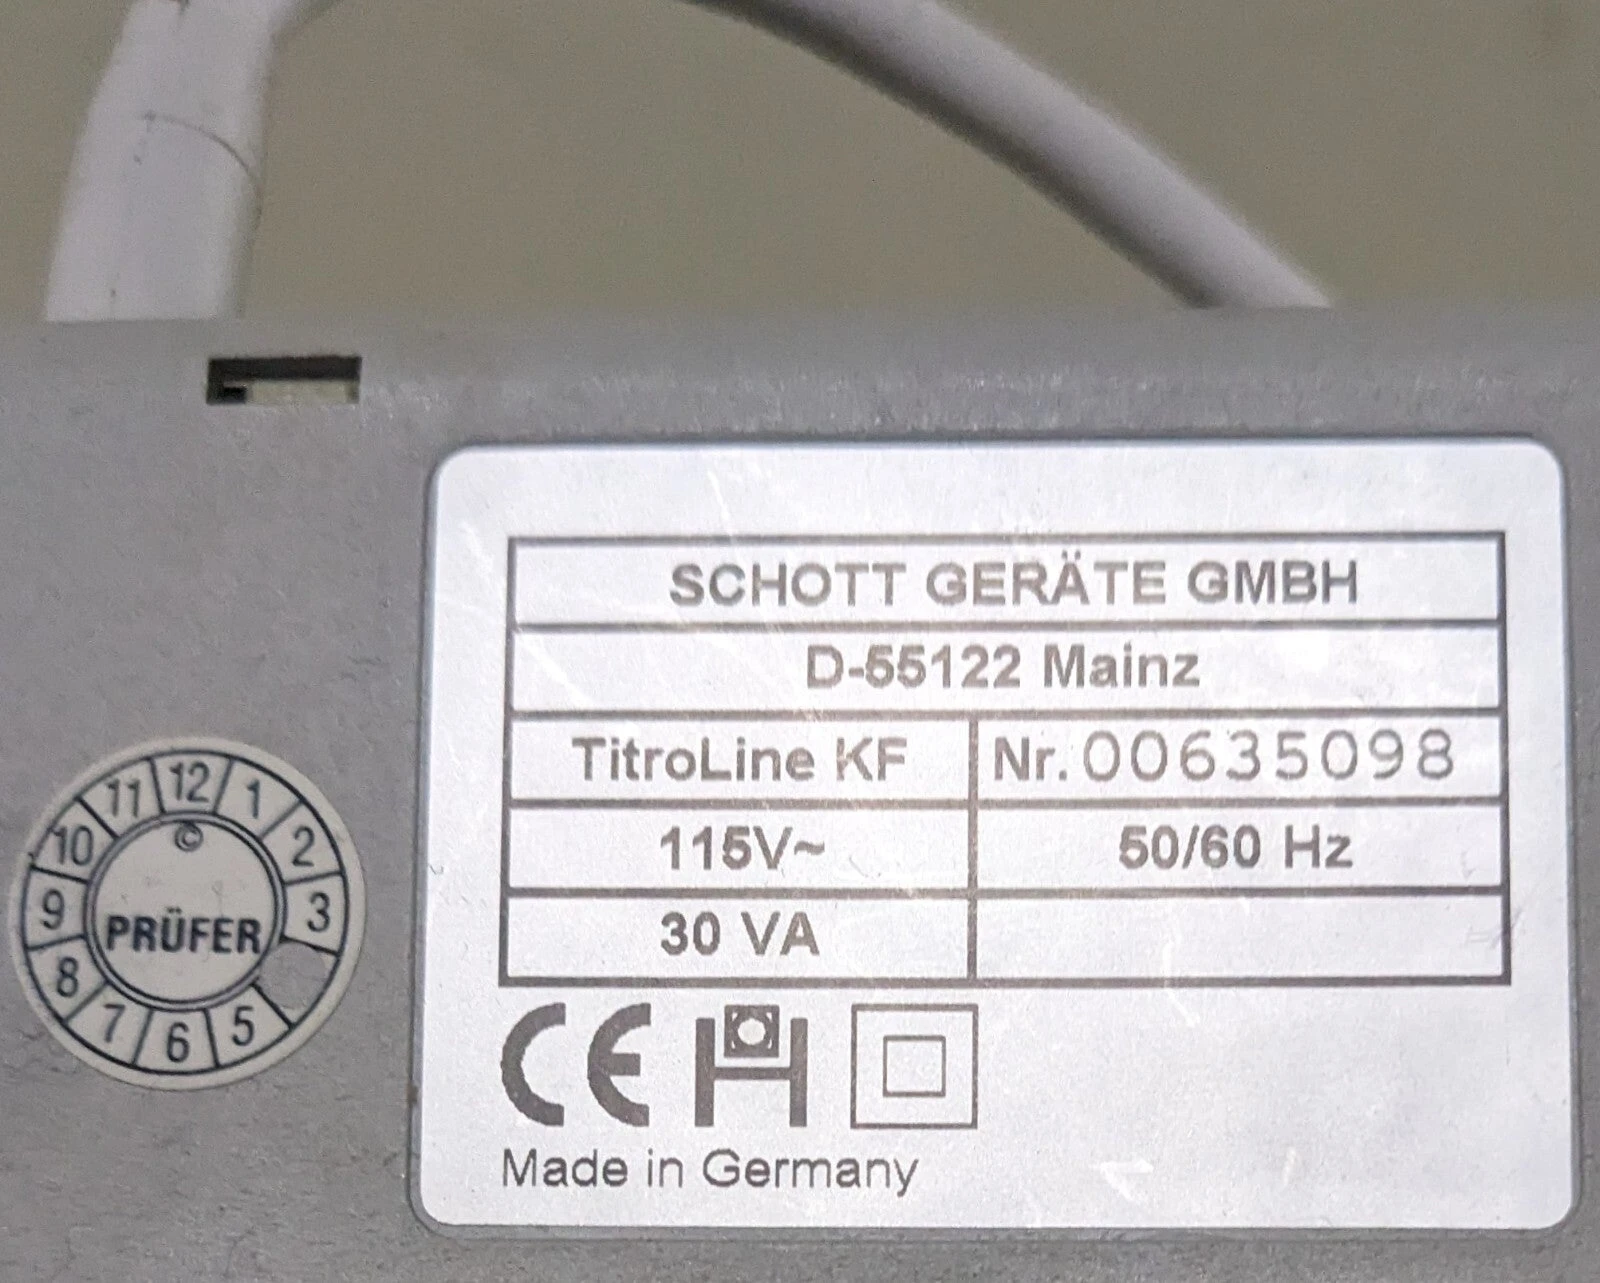 SCHOTT GERÄTE GMBH
D-55122 Mainz
TitroLine KF Nr. 00635098
115V~ 50/60 Hz
30 VA
CE
Made in Germany
12
1
2
3
5
6
7
8
9
10
11
©
PRÜFER